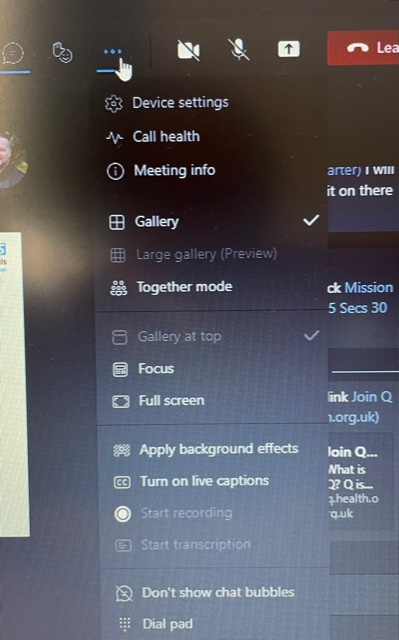 Lea
Device settings
Call health
Meeting info
arter) I will
it on there
Gallery
Large gallery (Preview)
Together mode
ck Mission
5 Secs 30
Gallery at top
Focus
Full screen
link Join Q
n.org.uk)
Apply background effects
Turn on live captions
CC
Start recording
Start transcription
Join Q...
What is
Q? Q is...
q.health.o
rg.uk
Don't show chat bubbles
Dial pad